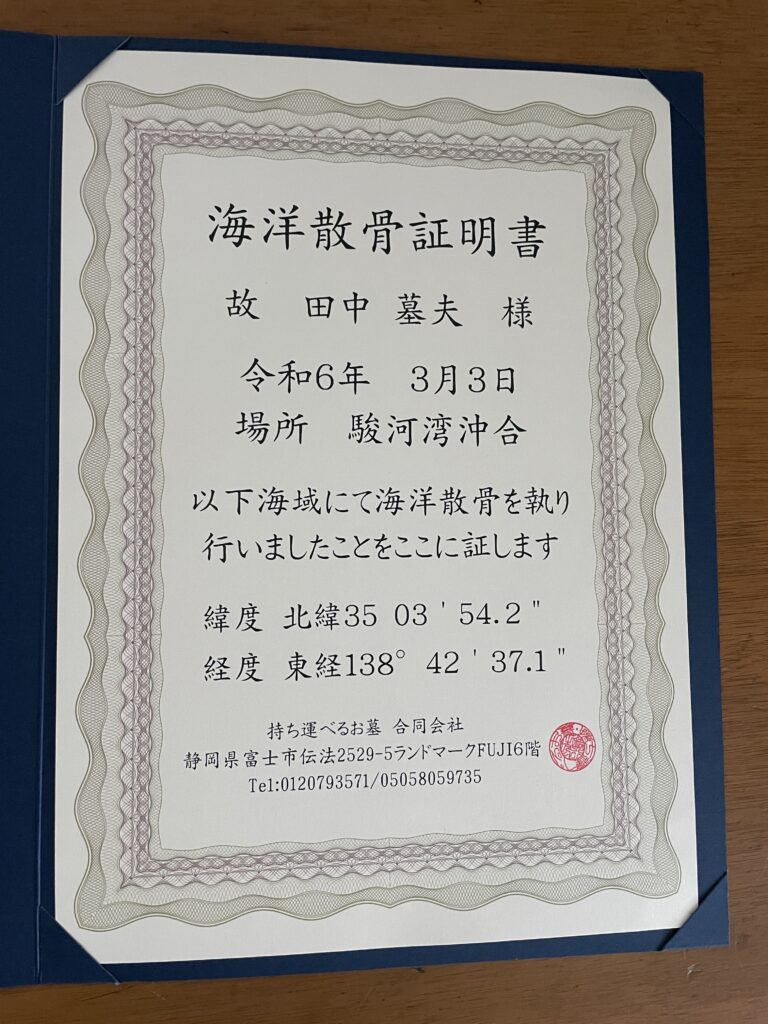 海洋散骨証明書
故 田中 墓夫 様
令和6年 3月3日
場所 駿河湾沖合
以下海域にて海洋散骨を執り
行いましたことをここに証します
緯度 北緯35 03 ' 54.2 "
経度 東経138° 42 ' 37.1 "
持ち運べるお墓 合同会社
静岡県富士市伝法2529-5ランドマークFUJI6階
Tel:0120793571/05058059735